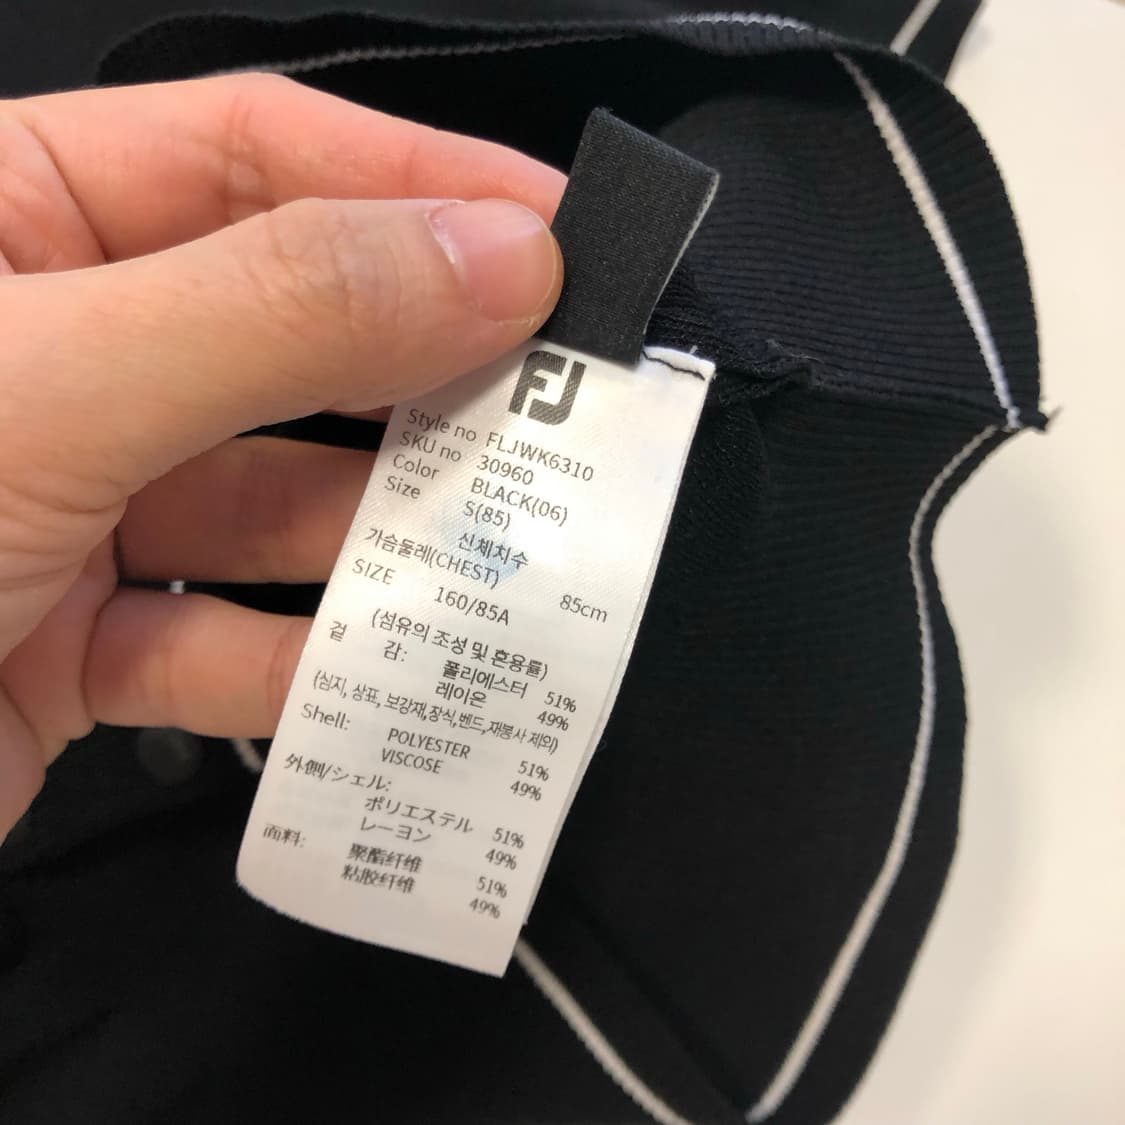 FJ
Style no FLJWK6310
SKU no 30960
Color BLACK(06)
Size S(85)
신체치수
가슴둘레(CHEST) 85cm
SIZE 160/85A
(섬유의 조성 및 혼용률)
겉 감: 폴리에스터 51%
레이온 49%
(심지, 상표, 보강재,장식,벤드,재봉사 제외)
Shell: POLYESTER 51%
VISCOSE 49%
外側/シェル:
ポリエステル 51%
レーヨン 49%
面料: 聚酯纤维 51%
粘胶纤维 49%